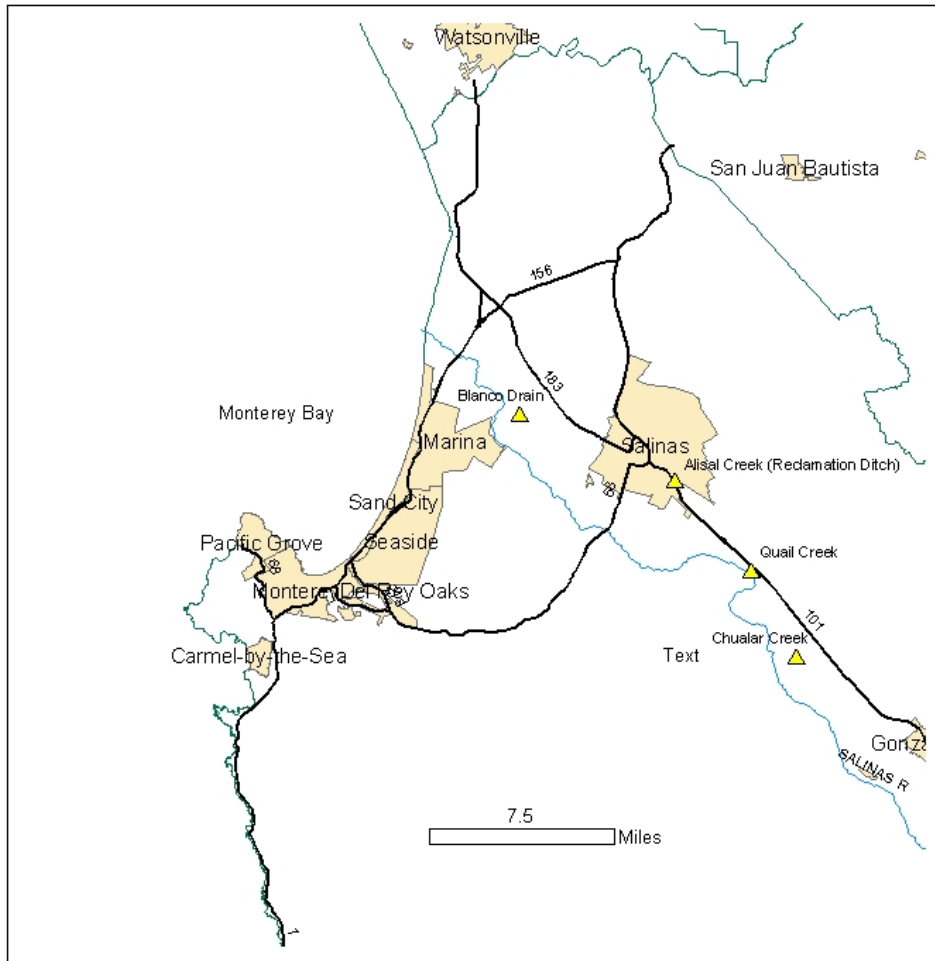 Watsonville
San Juan Bautista
156
183
Blanco Drain
Monterey Bay
Marina
Salinas
Alisal Creek (Reclamation Ditch)
68
Sand City
Pacific Grove
Seaside
68
Quail Creek
Monterey
Del Rey Oaks
101
Chualar Creek
Carmel-by-the-Sea
Text
Gonza
SALINAS R
7.5
Miles
1